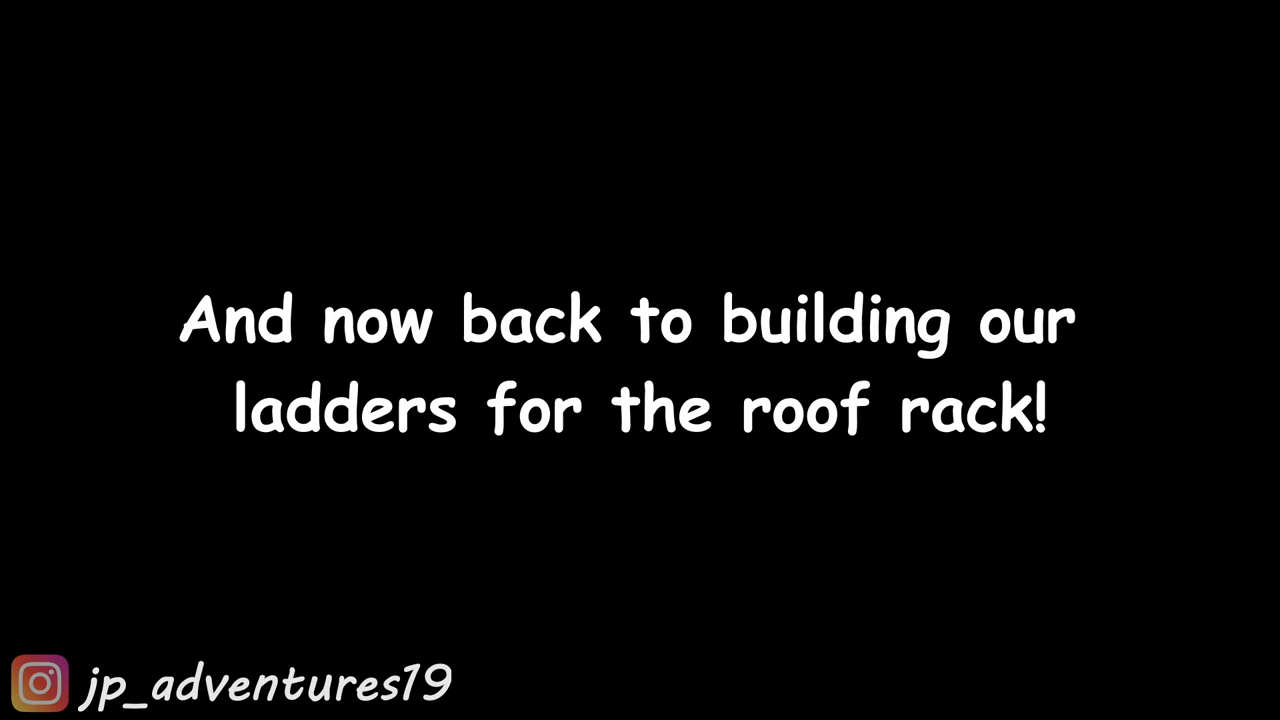 And now back to building our
ladders for the roof rack!
jp_adventures19